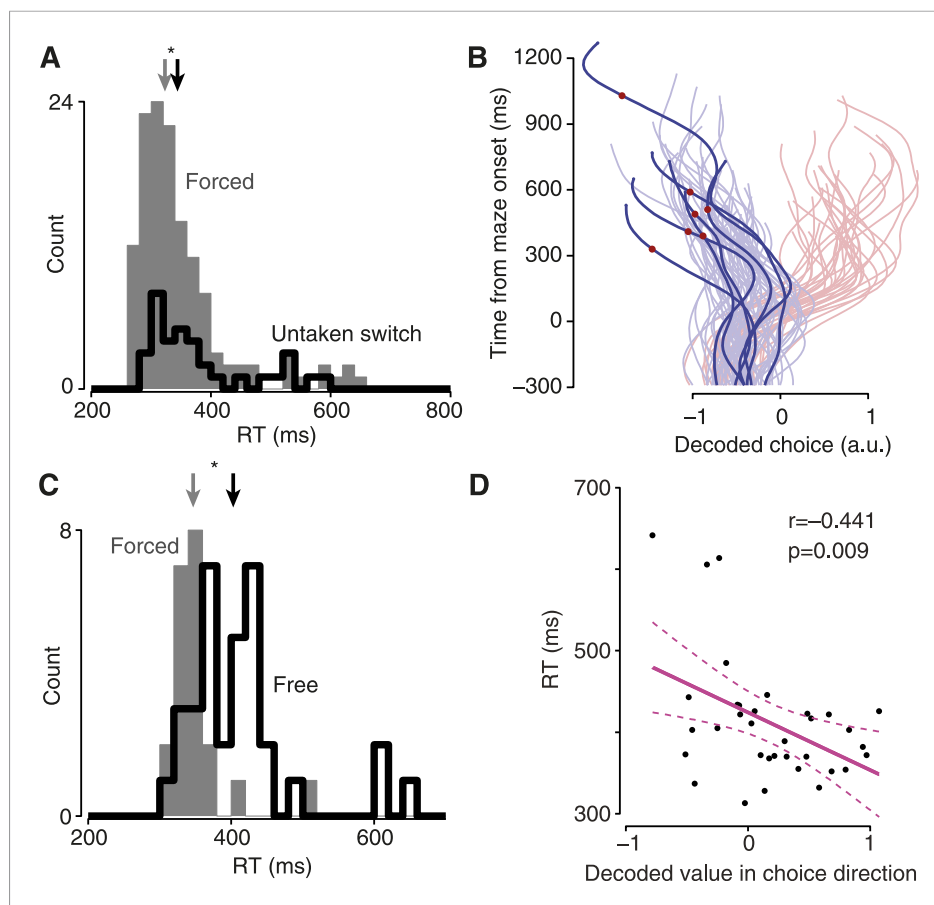 A
*
24
Forced
Count
Untaken switch
0
200
400
600
800
RT (ms)
B
1200
900
600
300
0
−300
Time from maze onset (ms)
−1
0
1
Decoded choice (a.u.)
C
*
Forced
8
Count
Free
0
200
400
600
RT (ms)
D
700
r=−0.441
p=0.009
500
RT (ms)
300
−1
0
1
Decoded value in choice direction